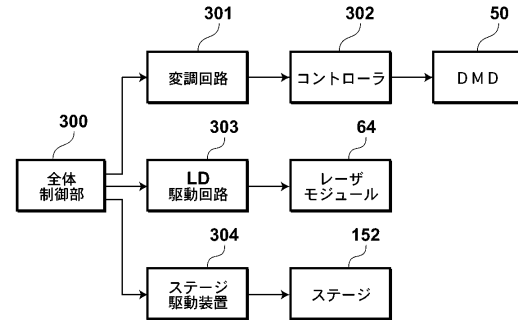 301
302
50
変調回路
コントローラ
DMD
300
303
64
全体
制御部
LD
駆動回路
レーザ
モジュール
304
152
ステージ
駆動装置
ステージ